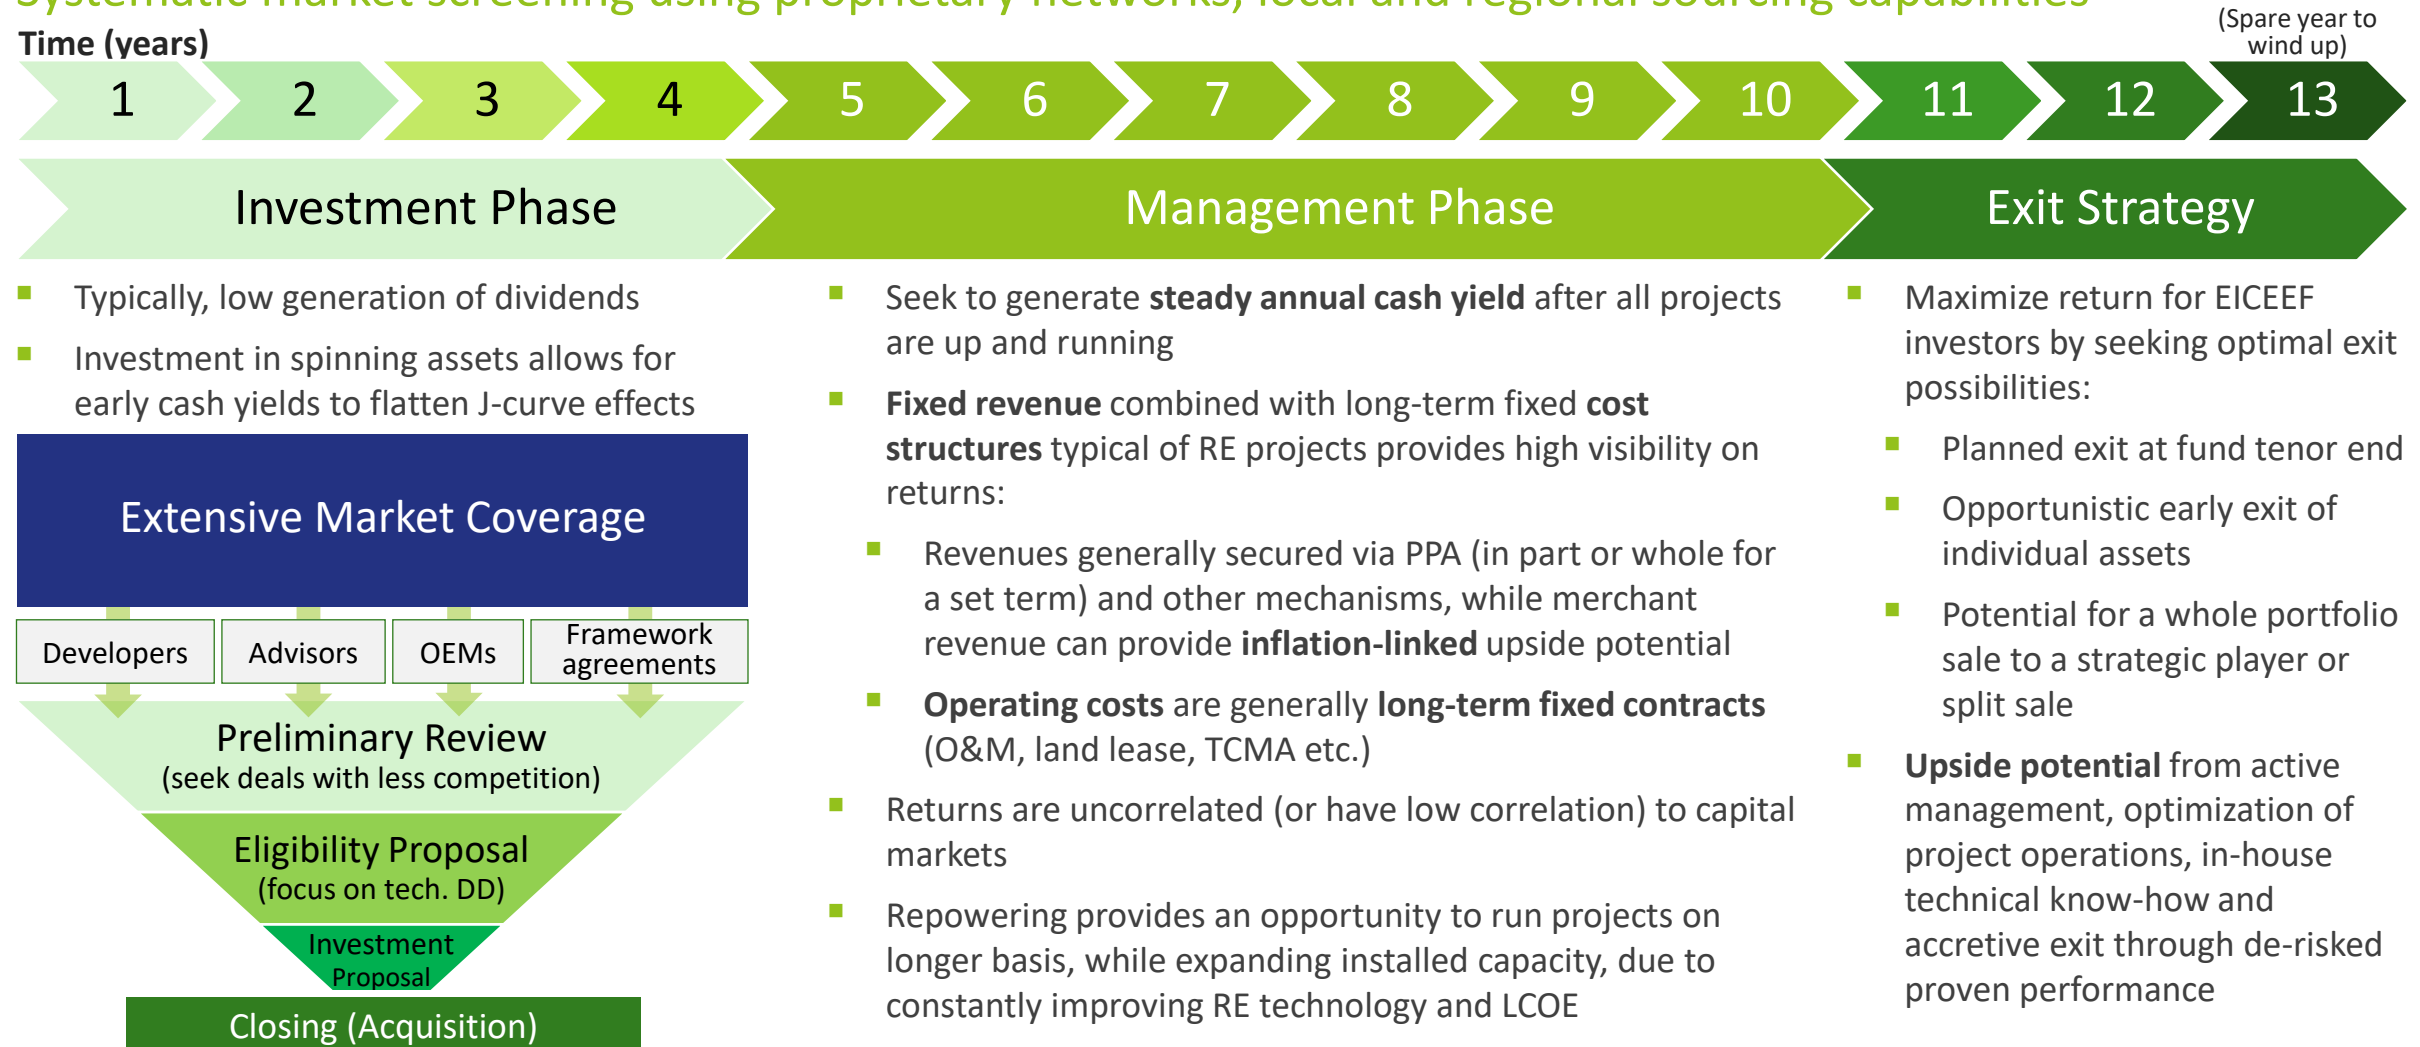 Systematic market screening using proprietary networks, local and regional sourcing capabilities
Time (years)
(Spare year to
wind up)
1
2
3
4
5
6
7
8
9
10
11
12
13
Investment Phase
Management Phase
Exit Strategy
Typically, low generation of dividends
Investment in spinning assets allows for
early cash yields to flatten J-curve effects
Extensive Market Coverage
Developers
Advisors
OEMs
Framework
agreements
Preliminary Review
(seek deals with less competition)
Eligibility Proposal
(focus on tech. DD)
Investment
Proposal
Closing (Acquisition)
Seek to generate steady annual cash yield after all projects
are up and running
Fixed revenue combined with long-term fixed cost
structures typical of RE projects provides high visibility on
returns:
Revenues generally secured via PPA (in part or whole for
a set term) and other mechanisms, while merchant
revenue can provide inflation-linked upside potential
Operating costs are generally long-term fixed contracts
(O&M, land lease, TCMA etc.)
Returns are uncorrelated (or have low correlation) to capital
markets
Repowering provides an opportunity to run projects on
longer basis, while expanding installed capacity, due to
constantly improving RE technology and LCOE
Maximize return for EICEEF
investors by seeking optimal exit
possibilities:
Planned exit at fund tenor end
Opportunistic early exit of
individual assets
Potential for a whole portfolio
sale to a strategic player or
split sale
Upside potential from active
management, optimization of
project operations, in-house
technical know-how and
accretive exit through de-risked
proven performance